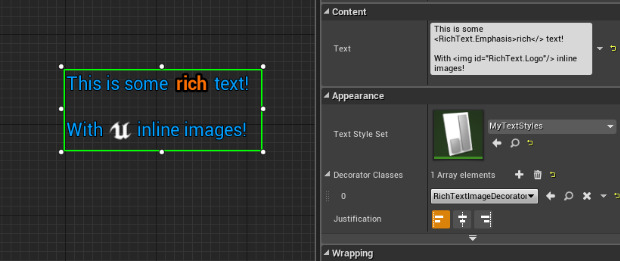 This is some rich text!
With inline images!
Content
Text
This is some
<RichText.Emphasis>rich</> text!
With <img id="RichText.Logo"/> inline
images!
Appearance
Text Style Set
MyTextStyles
Decorator Classes
1 Array elements
0
RichTextImageDecorator
Justification
Wrapping